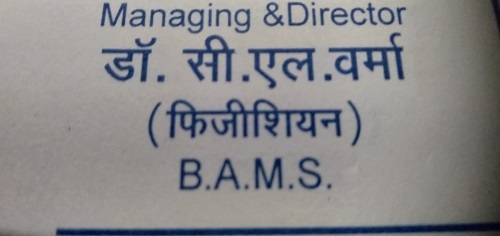 Managing &Director
डॉ. सी.एल.वर्मा
(फिजीशियन)
B.A.M.S.